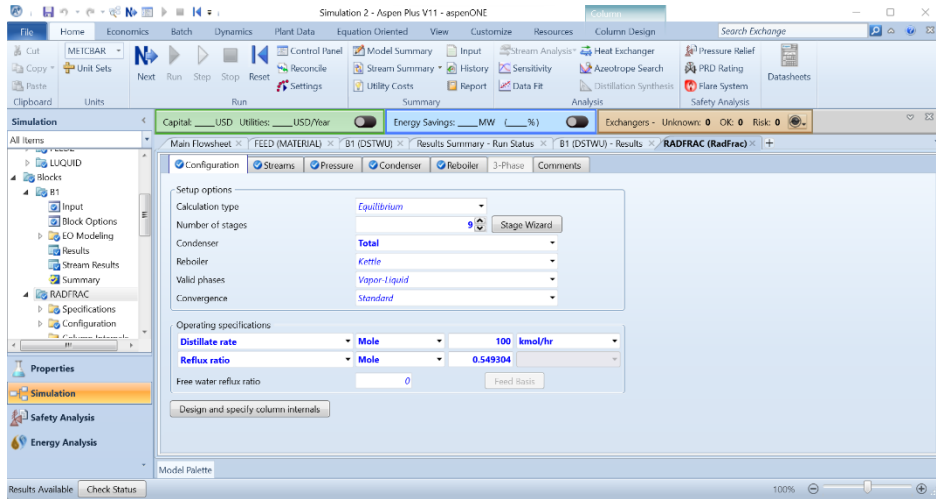 Simulation 2 - Aspen Plus V11 - aspenONE
Column
File Home Economics Batch Dynamics Plant Data Equation Oriented View Customize Resources Column Design Search Exchange
Cut METCBAR Control Panel Model Summary Input Stream Analysis Heat Exchanger Pressure Relief
Copy Unit Sets Next Run Step Stop Reset Reconcile Stream Summary History Sensitivity Azeotrope Search PRD Rating Datasheets
Paste Settings Utility Costs Report Data Fit Distillation Synthesis Flare System
Clipboard Units Run Summary Analysis Safety Analysis
Simulation Capital: ____USD Utilities: ____USD/Year Energy Savings: ____MW (____%) Exchangers - Unknown: 0 OK: 0 Risk: 0
All Items Main Flowsheet FEED (MATERIAL) B1 (DSTWU) Results Summary - Run Status B1 (DSTWU) - Results RADFRAC (RadFrac) +
LUQUID Configuration Streams Pressure Condenser Reboiler 3-Phase Comments
Blocks
B1 Setup options
Input Calculation type Equilibrium
Block Options Number of stages 9 Stage Wizard
EO Modeling Condenser Total
Results Reboiler Kettle
Stream Results Valid phases Vapor-Liquid
Summary Convergence Standard
RADFRAC
Specifications Operating specifications
Configuration Distillate rate Mole 100 kmol/hr
Column Internals Reflux ratio Mole 0.549304
Properties Free water reflux ratio 0 Feed Basis
Simulation Design and specify column internals
Safety Analysis
Energy Analysis
Model Palette
Results Available Check Status 100%